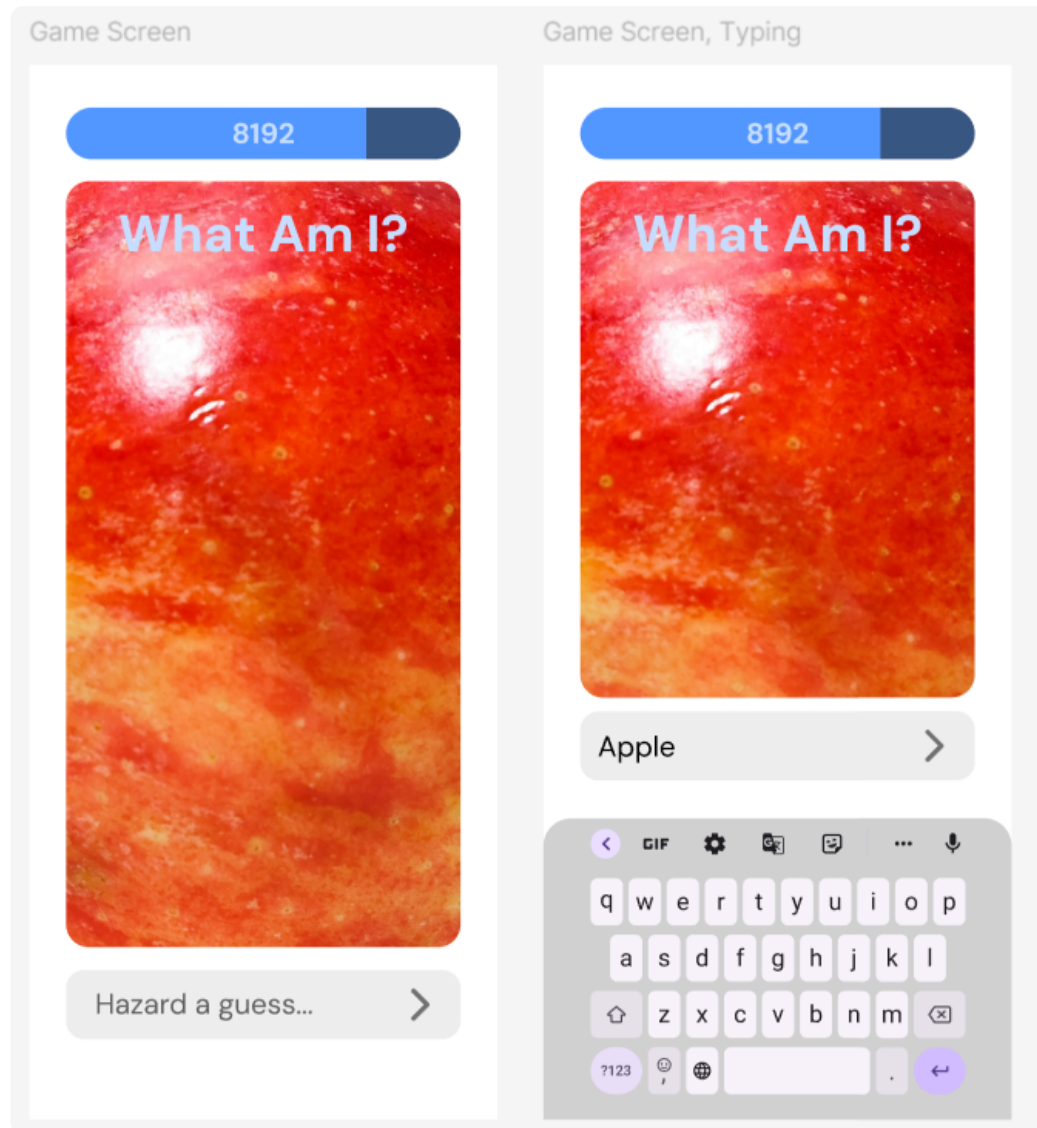 Game Screen
8192
What Am I?
Hazard a guess...
Game Screen, Typing
8192
What Am I?
Apple
GIF
q w e r t y u i o p
a s d f g h j k l
z x c v b n m
?123 , .